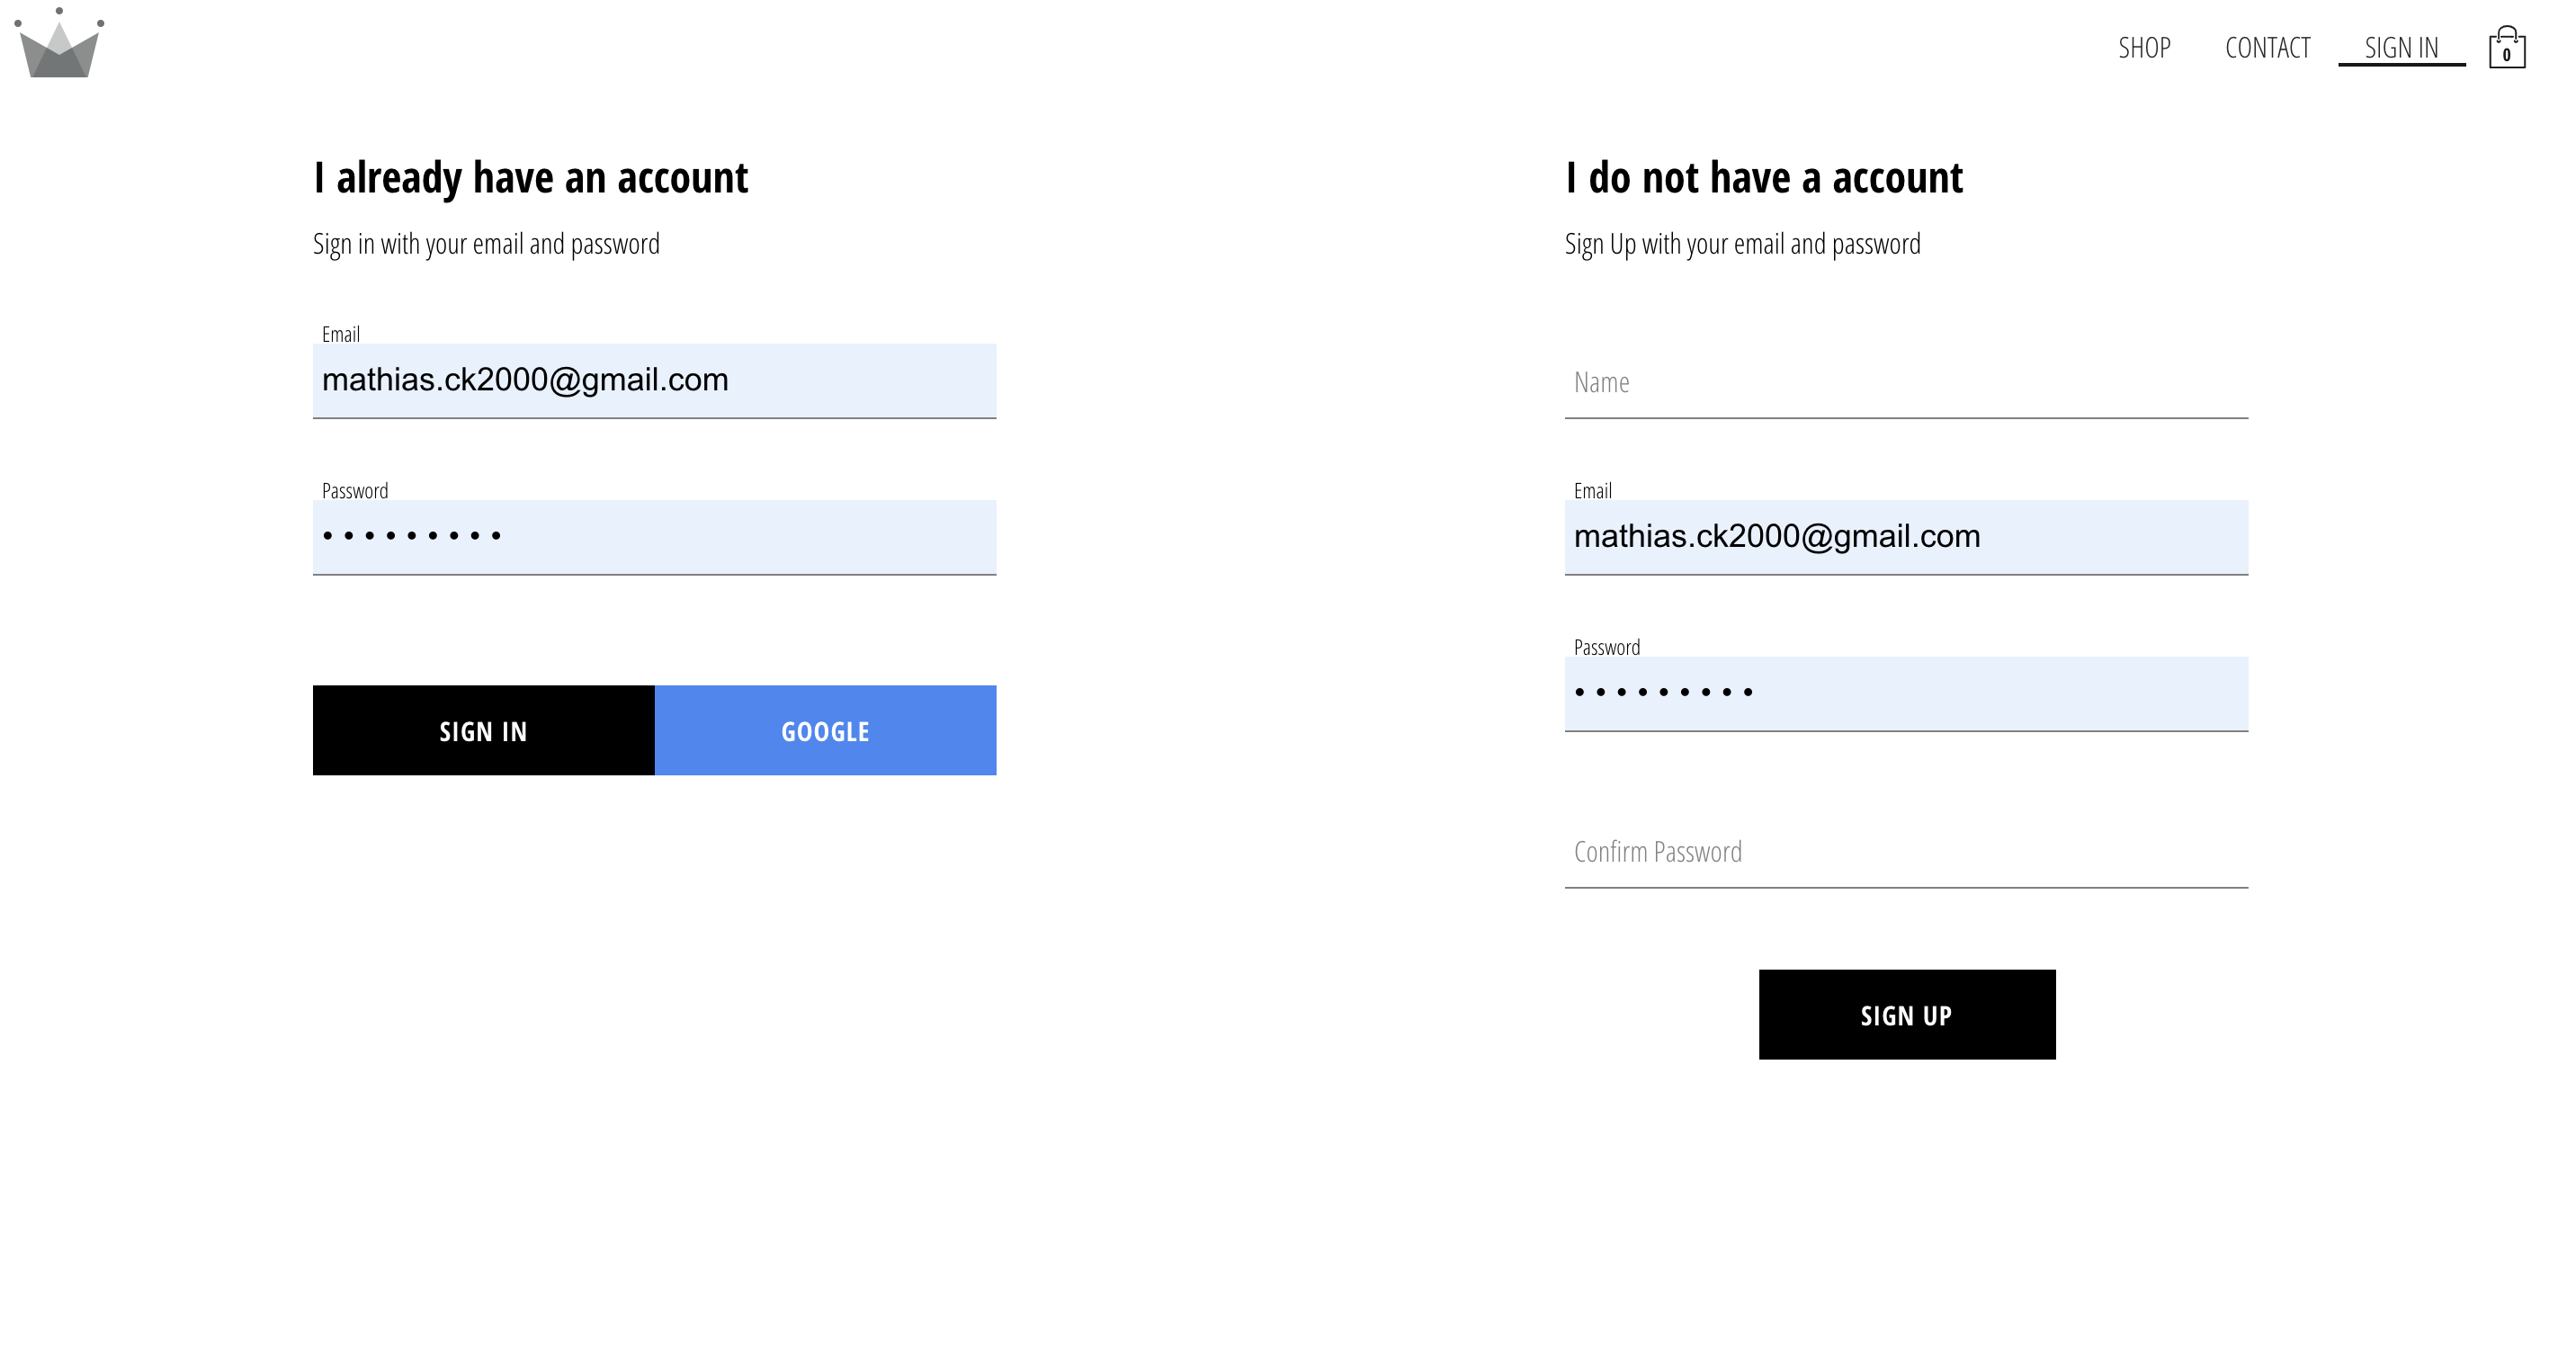 SHOP
CONTACT
SIGN IN
0
I already have an account
Sign in with your email and password
Email
mathias.ck2000@gmail.com
Password
•••••••••
SIGN IN
GOOGLE
I do not have a account
Sign Up with your email and password
Name
Email
mathias.ck2000@gmail.com
Password
•••••••••
Confirm Password
SIGN UP